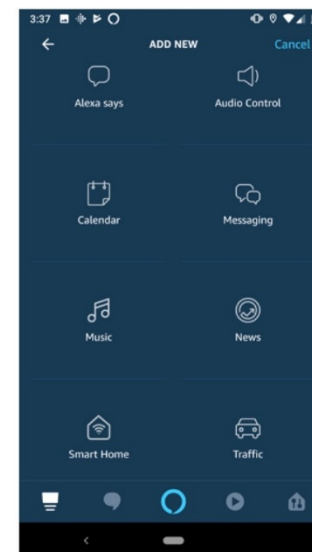 3:37
ADD NEW Cancel
Alexa says Audio Control
Calendar Messaging
Music News
Smart Home Traffic